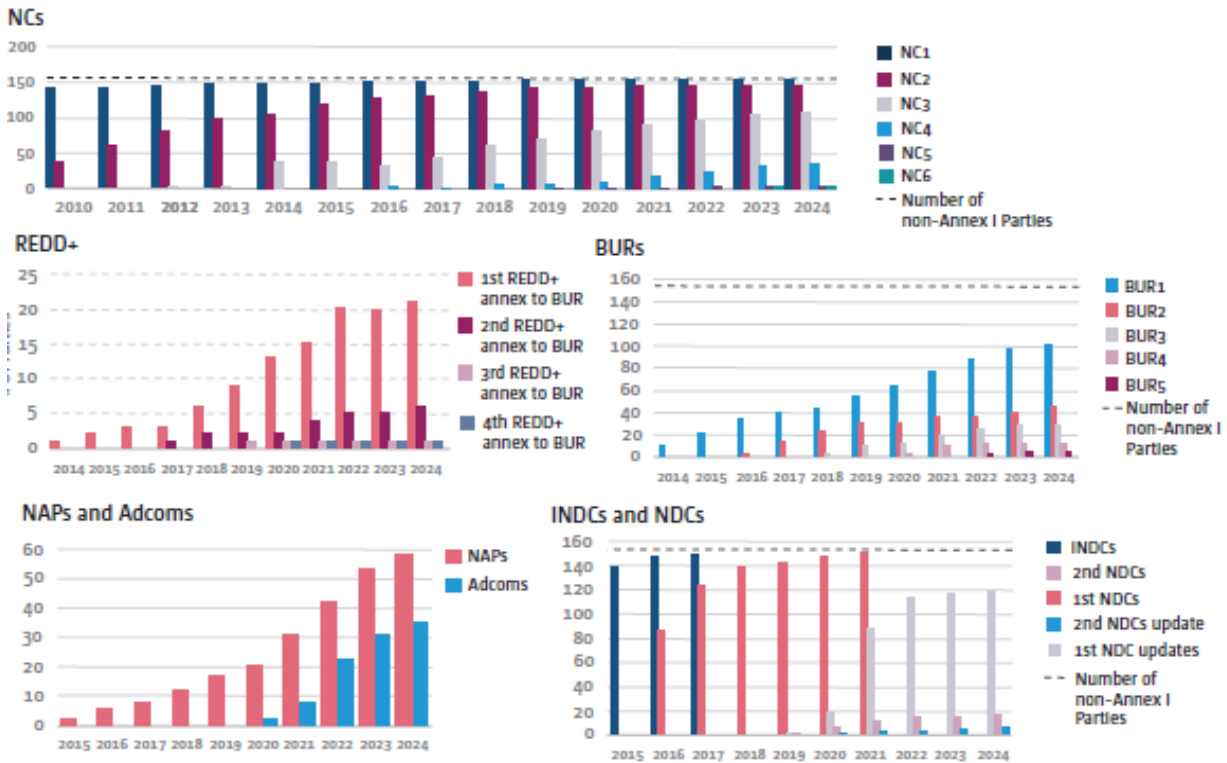 NCs
200
150
100
50
0
2010 2011 2012 2013 2014 2015 2016 2017 2018 2019 2020 2021 2022 2023 2024
NC1
NC2
NC3
NC4
NC5
NC6
Number of
non-Annex I Parties
REDD+
25
20
15
10
5
0
2014 2015 2016 2017 2018 2019 2020 2021 2022 2023 2024
1st REDD+
annex to BUR
2nd REDD+
annex to BUR
3rd REDD+
annex to BUR
4th REDD+
annex to BUR
BURs
160
140
120
100
80
60
40
20
0
2014 2015 2016 2017 2018 2019 2020 2021 2022 2023 2024
BUR1
BUR2
BUR3
BUR4
BUR5
Number of
non-Annex I
Parties
NAPs and Adcoms
60
50
40
30
20
10
0
2015 2016 2017 2018 2019 2020 2021 2022 2023 2024
NAPs
Adcoms
INDCs and NDCs
160
140
120
100
80
60
40
20
0
2015 2016 2017 2018 2019 2020 2021 2022 2023 2024
INDCs
2nd NDCs
1st NDCs
2nd NDCs update
1st NDC updates
Number of
non-Annex I
Parties